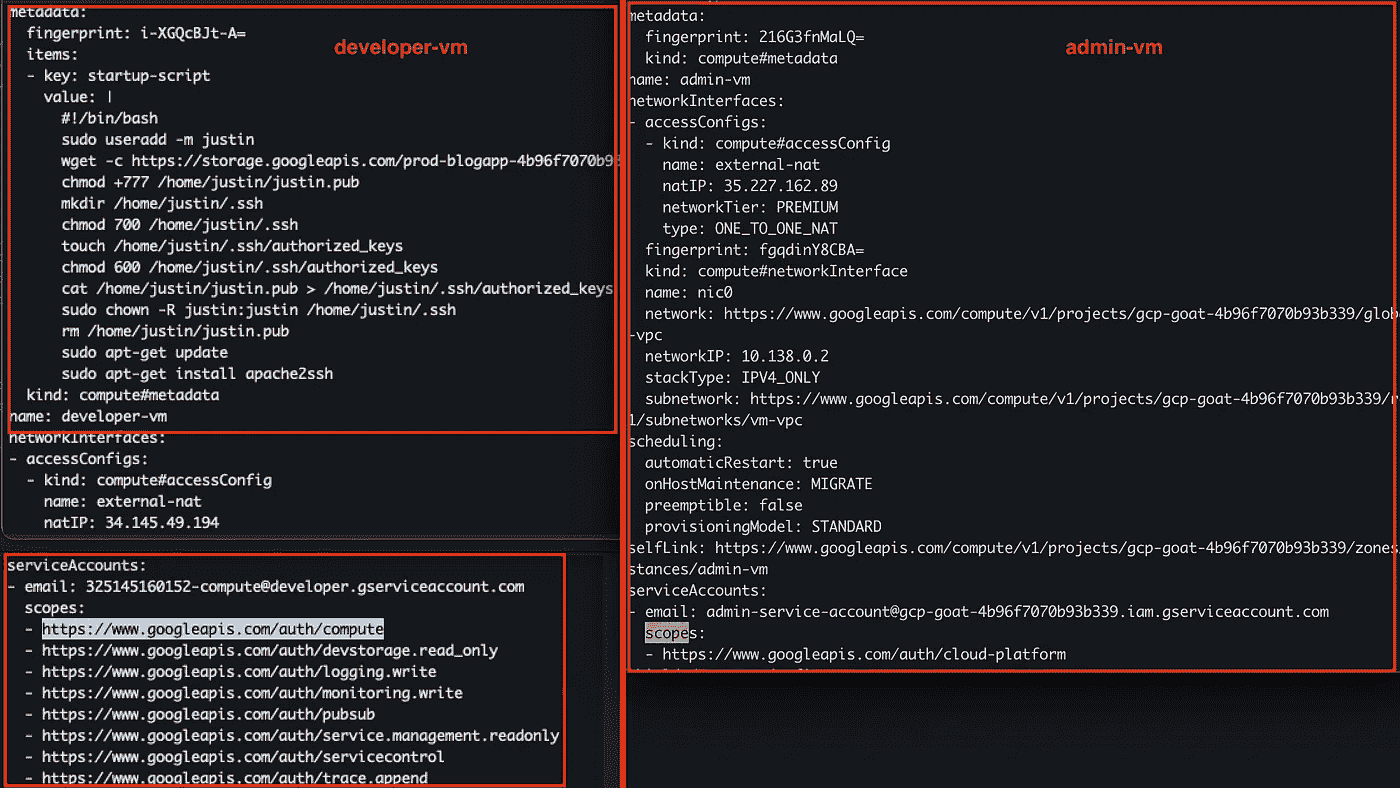 metadata:
fingerprint: i-XGQcBJt-A=
developer-vm
items:
- key: startup-script
value: |
#!/bin/bash
sudo useradd -m justin
wget -c https://storage.googleapis.com/prod-blogapp-4b96f7070b93
chmod +777 /home/justin/justin.pub
mkdir /home/justin/.ssh
chmod 700 /home/justin/.ssh
touch /home/justin/.ssh/authorized_keys
chmod 600 /home/justin/.ssh/authorized_keys
cat /home/justin/justin.pub > /home/justin/.ssh/authorized_keys
sudo chown -R justin:justin /home/justin/.ssh
rm /home/justin/justin.pub
sudo apt-get update
sudo apt-get install apache2ssh
kind: compute#metadata
name: developer-vm
networkInterfaces:
- accessConfigs:
- kind: compute#accessConfig
name: external-nat
natIP: 34.145.49.194
serviceAccounts:
- email: 325145160152-compute@developer.gserviceaccount.com
scopes:
- https://www.googleapis.com/auth/compute
- https://www.googleapis.com/auth/devstorage.read_only
- https://www.googleapis.com/auth/logging.write
- https://www.googleapis.com/auth/monitoring.write
- https://www.googleapis.com/auth/pubsub
- https://www.googleapis.com/auth/service.management.readonly
- https://www.googleapis.com/auth/servicecontrol
- https://www.googleapis.com/auth/trace.append
metadata:
fingerprint: 216G3fnMaLQ=
admin-vm
kind: compute#metadata
name: admin-vm
networkInterfaces:
- accessConfigs:
- kind: compute#accessConfig
name: external-nat
natIP: 35.227.162.89
networkTier: PREMIUM
type: ONE_TO_ONE_NAT
fingerprint: fgqdinY8CBA=
kind: compute#networkInterface
name: nic0
network: https://www.googleapis.com/compute/v1/projects/gcp-goat-4b96f7070b93b339/glob
-vpc
networkIP: 10.138.0.2
stackType: IPV4_ONLY
subnetwork: https://www.googleapis.com/compute/v1/projects/gcp-goat-4b96f7070b93b339/r
1/subnetworks/vm-vpc
scheduling:
automaticRestart: true
onHostMaintenance: MIGRATE
preemptible: false
provisioningModel: STANDARD
selfLink: https://www.googleapis.com/compute/v1/projects/gcp-goat-4b96f7070b93b339/zones
stances/admin-vm
serviceAccounts:
- email: admin-service-account@gcp-goat-4b96f7070b93b339.iam.gserviceaccount.com
scopes:
- https://www.googleapis.com/auth/cloud-platform